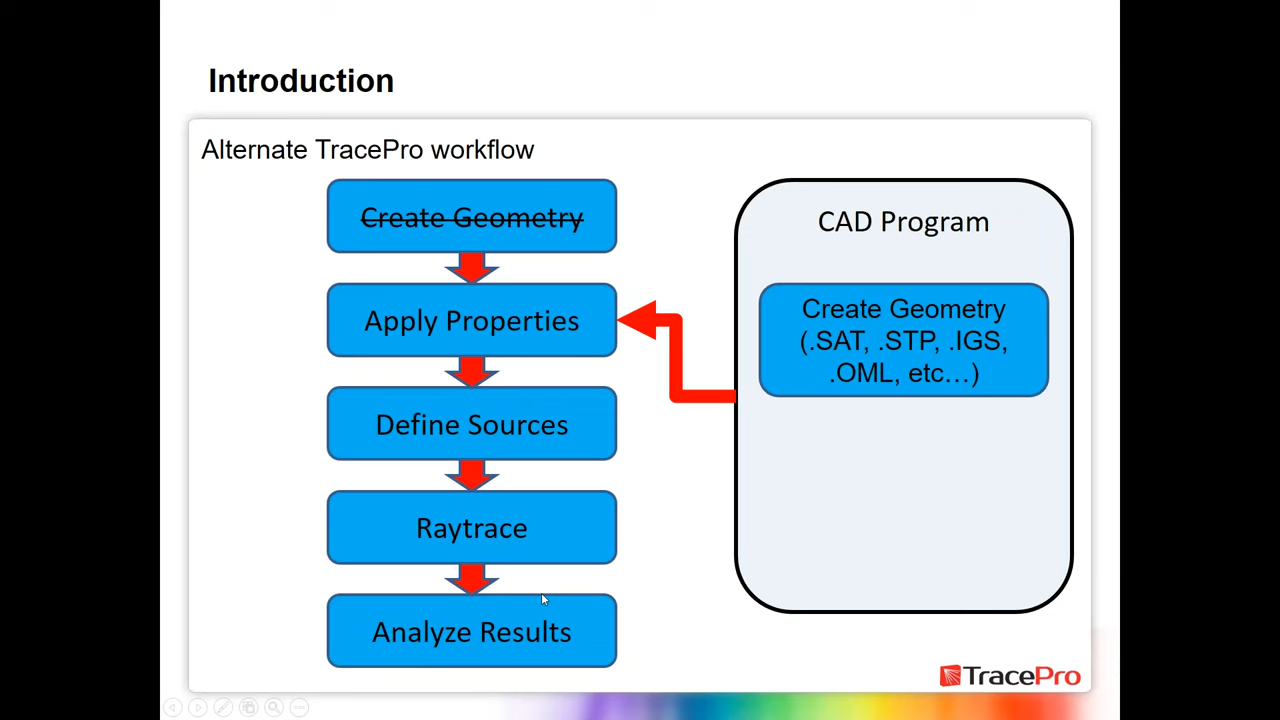 Introduction
Alternate TracePro workflow
Create Geometry
Apply Properties
Define Sources
Raytrace
Analyze Results
CAD Program
Create Geometry
(.SAT, .STP, .IGS,
.OML, etc…)
TracePro